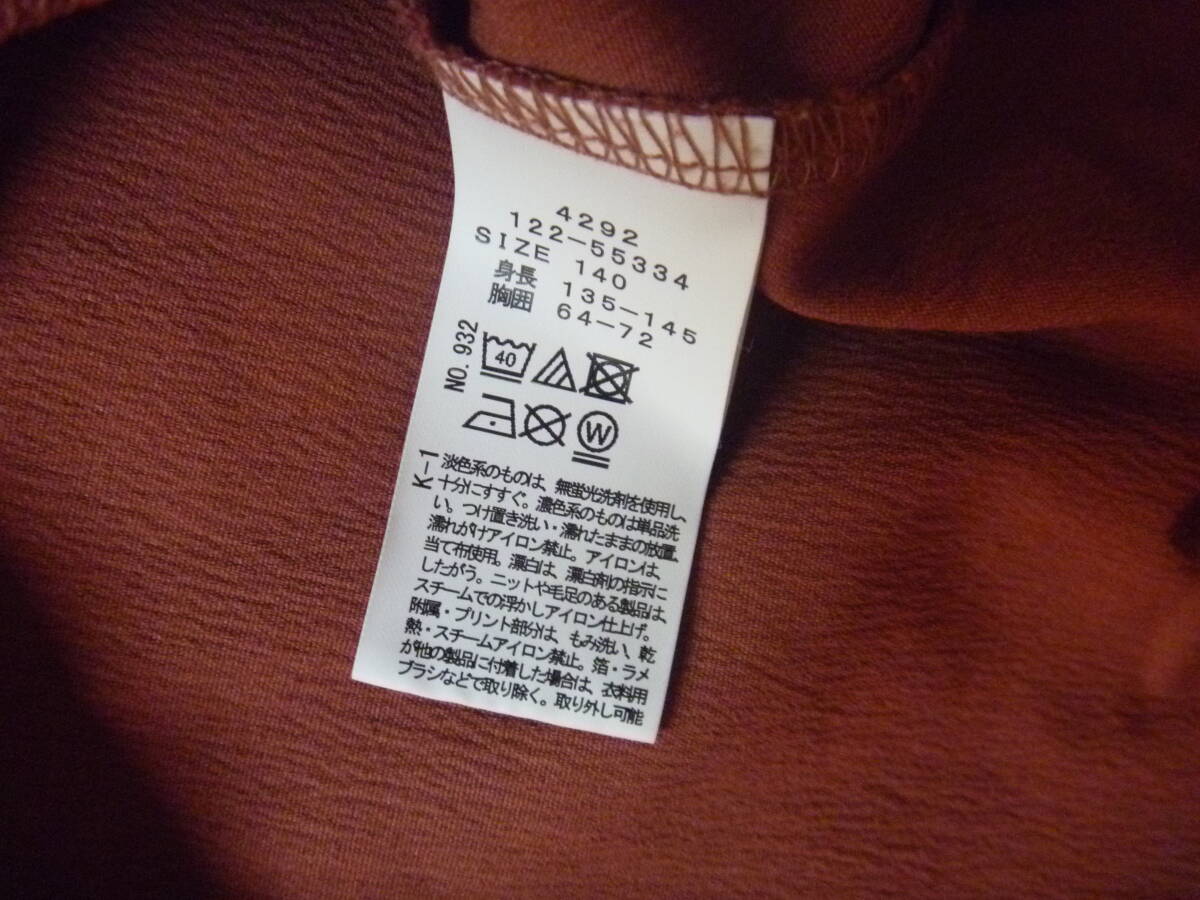 4292
122-55334
SIZE 140
身長 135-145
胸囲 64-72
NO. 932
40
W
K-1
淡色系のものは、無蛍光洗剤を使用し、
十分にすすぐ。濃色系のものは単品洗
い。つけ置き洗い・濡れたままの放置、
濡れがけアイロン禁止。アイロンは、
当て布使用。漂白は、漂白剤の指示に
したがう。ニットや毛足のある製品は、
スチームでの浮かしアイロン仕上げ。
附属・プリント部分は、もみ洗い、乾
熱・スチームアイロン禁止。箔・ラメ
が他の製品に付着した場合は、衣料用
ブラシなどで取り除く。取り外し可能